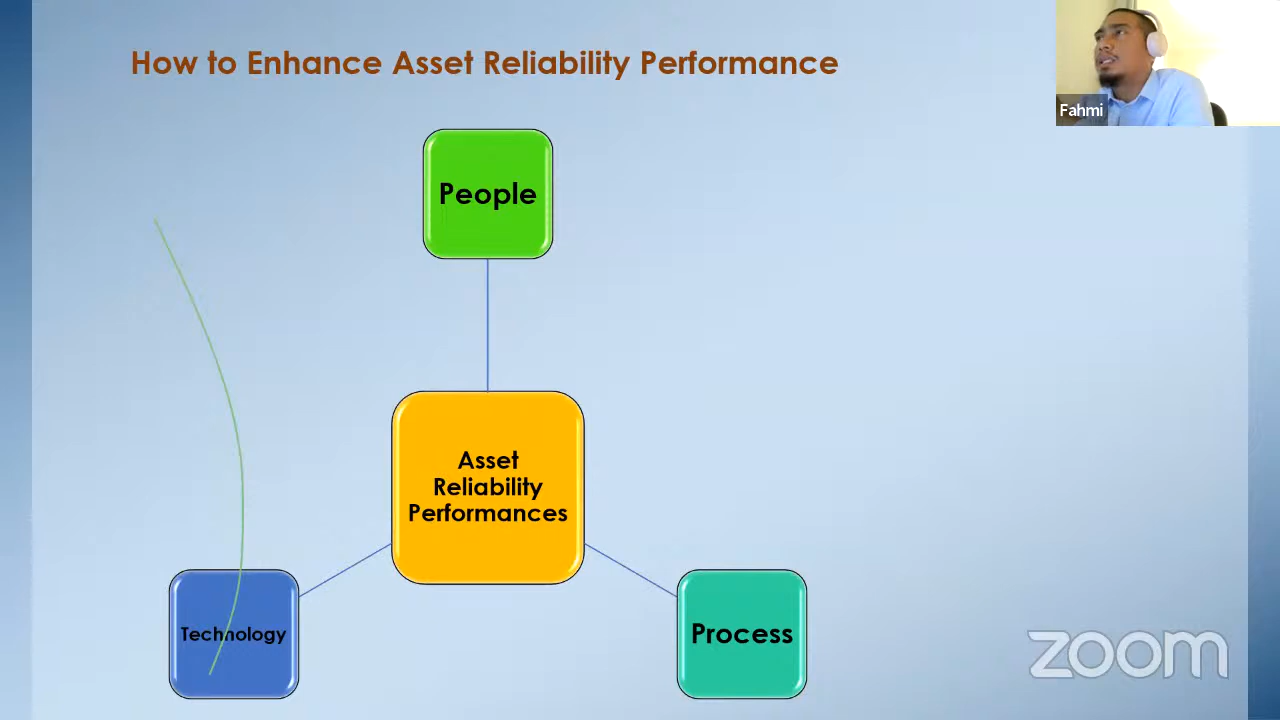 How to Enhance Asset Reliability Performance
Fahmi
People
Asset
Reliability
Performances
Technology
Process
zoom